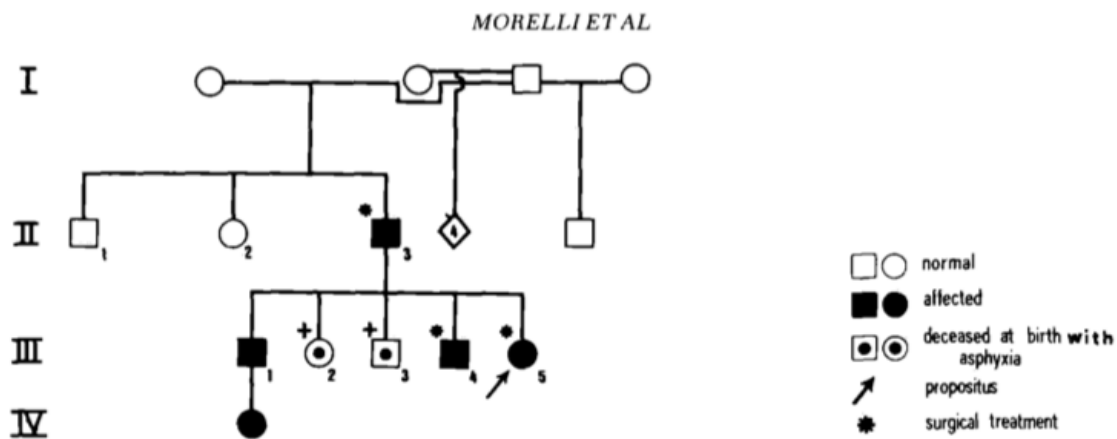 MORELLI ET AL
I
II
1
2
3
4
III
1
2
3
4
5
IV
normal
affected
deceased at birth with
asphyxia
propositus
surgical treatment